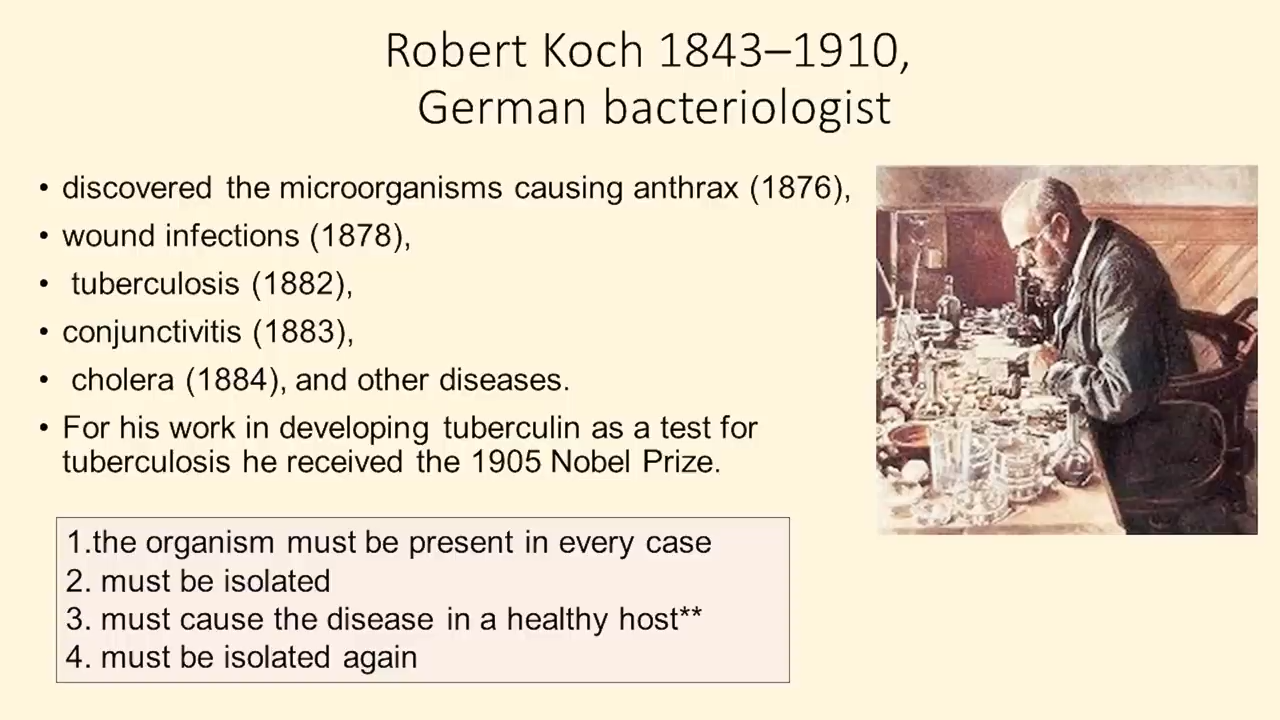 Robert Koch 1843–1910,
German bacteriologist
• discovered the microorganisms causing anthrax (1876),
• wound infections (1878),
• tuberculosis (1882),
• conjunctivitis (1883),
• cholera (1884), and other diseases.
• For his work in developing tuberculin as a test for
tuberculosis he received the 1905 Nobel Prize.
1.the organism must be present in every case
2. must be isolated
3. must cause the disease in a healthy host**
4. must be isolated again